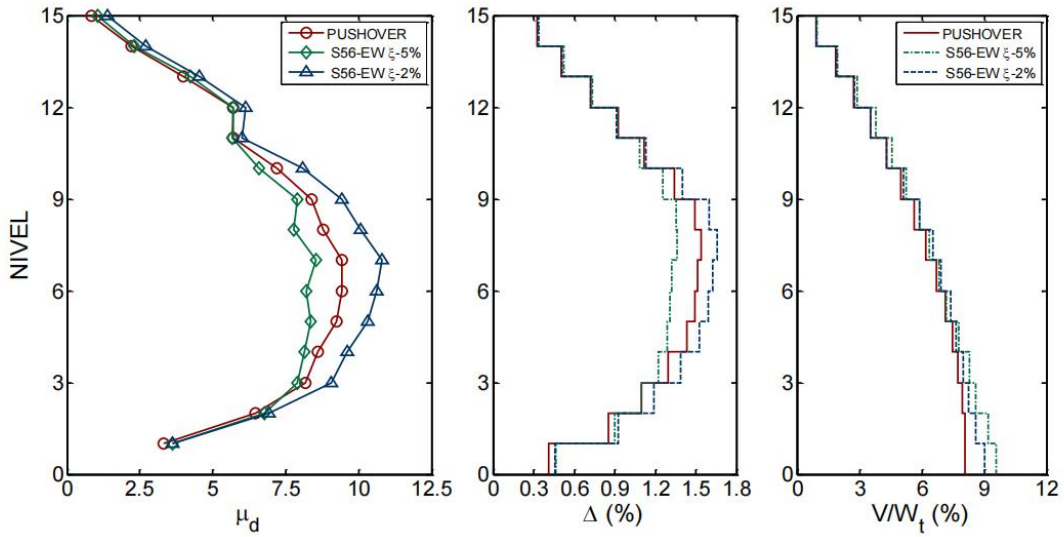 NIVEL
15
12
9
6
3
0
PUSHOVER
S56-EW ξ-5%
S56-EW ξ-2%
0 2.5 5 7.5 10 12.5
μd
15
12
9
6
3
0
0.3 0.6 0.9 1.2 1.5 1.8
Δ (%)
15
12
9
6
3
0
PUSHOVER
S56-EW ξ-5%
S56-EW ξ-2%
0 3 6 9 12
V/Wt (%)